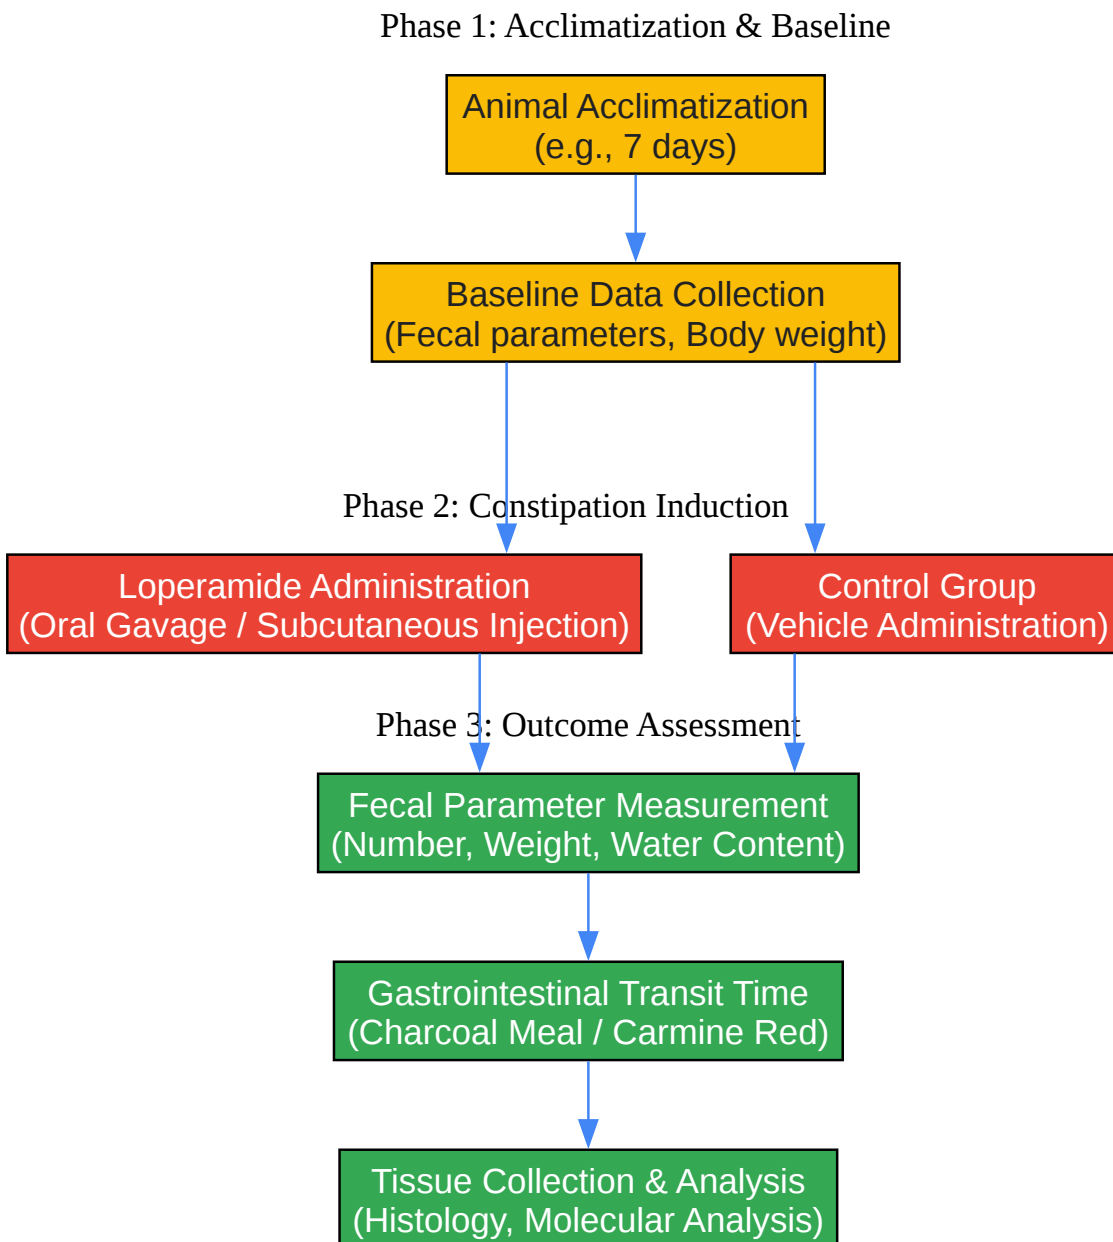 Phase 1: Acclimatization & Baseline
Animal Acclimatization
(e.g., 7 days)
Baseline Data Collection
(Fecal parameters, Body weight)
Phase 2: Constipation Induction
Loperamide Administration
(Oral Gavage / Subcutaneous Injection)
Control Group
(Vehicle Administration)
Phase 3: Outcome Assessment
Fecal Parameter Measurement
(Number, Weight, Water Content)
Gastrointestinal Transit Time
(Charcoal Meal / Carmine Red)
Tissue Collection & Analysis
(Histology, Molecular Analysis)